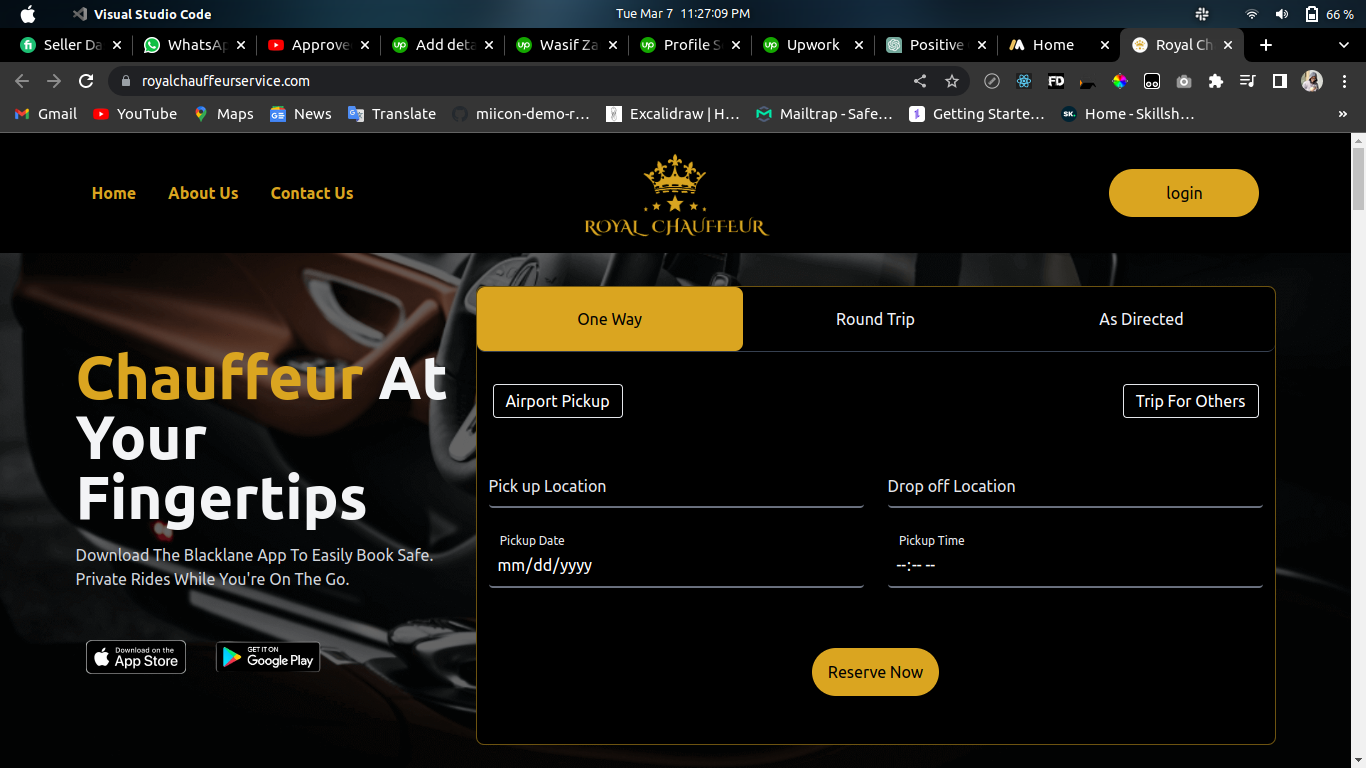 Visual Studio Code
Tue Mar 7 11:27:09 PM
66 %
Seller Da
WhatsAp
Approve
Add deta
Wasif Za
Profile S
Upwork
Positive
Home
Royal Ch
royalchauffeurservice.com
FD
Gmail
YouTube
Maps
News
Translate
miicon-demo-r...
Excalidraw | H...
Mailtrap - Safe...
Getting Starte...
SK.
Home - Skillsh...
»
Home
About Us
Contact Us
ROYAL CHAUFFEUR
login
One Way
Round Trip
As Directed
Chauffeur At
Your
Fingertips
Airport Pickup
Trip For Others
Pick up Location
Drop off Location
Pickup Date
Pickup Time
mm/dd/yyyy
--:-- --
Download The Blacklane App To Easily Book Safe.
Private Rides While You're On The Go.
Download on the
App Store
GET IT ON
Google Play
Reserve Now